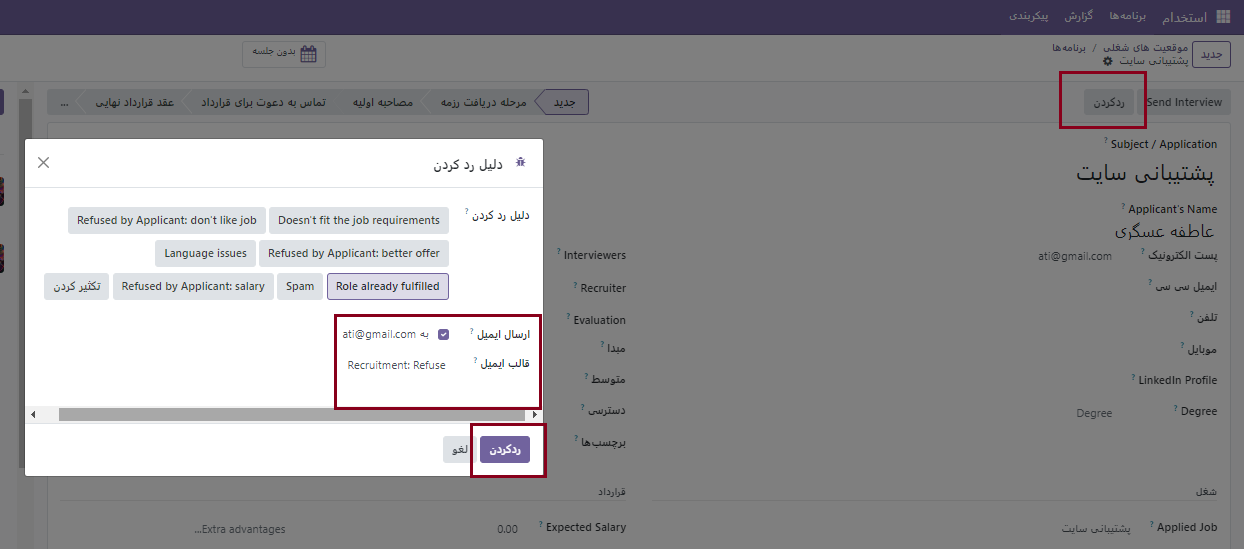 استخدام برنامه‌ها گزارش پیکربندی
جدید موقعیت های شغلی / برنامه‌ها
پشتیبانی سایت
بدون جلسه
Send Interview ردکردن
جدید مصاحبه اولیه مرحله دریافت رزمه تماس به دعوت برای قرارداد عقد قرارداد نهایی ...
Subject / Application ?
پشتیبانی سایت
Applicant's Name ?
عاطفه عسگری
پست الکترونیک ? ati@gmail.com
ایمیل سی سی ?
تلفن ?
موبایل ?
LinkedIn Profile ?
Degree ? Degree
Interviewers ?
Recruiter ?
Evaluation ?
مبدا ?
متوسط ?
دسترسی ?
برچسب‌ها ?
شغل
Applied Job ? پشتیبانی سایت
قرارداد
Expected Salary ? 0.00 Extra advantages...
دلیل رد کردن
دلیل رد کردن ? Doesn't fit the job requirements Refused by Applicant: don't like job
Refused by Applicant: better offer Language issues
Role already fulfilled Spam Refused by Applicant: salary تکثیر کردن
ارسال ایمیل ? به ati@gmail.com
قالب ایمیل ? Recruitment: Refuse
ردکردن لغو